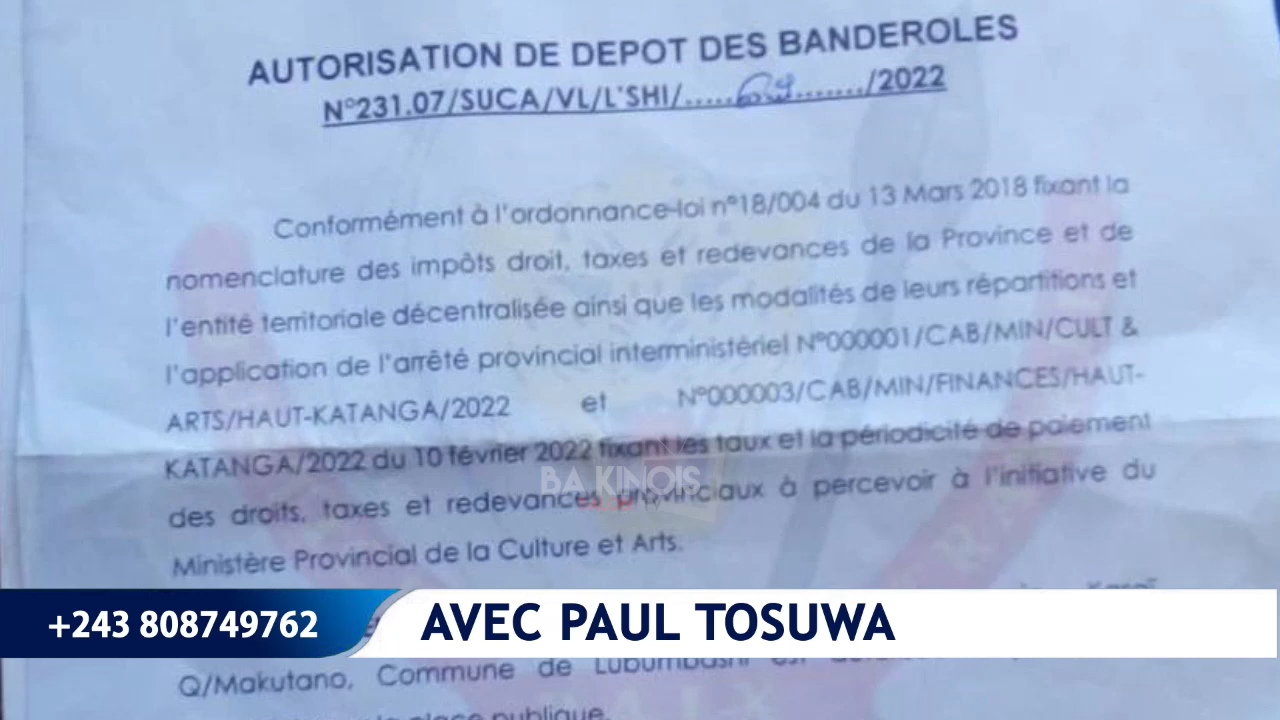 AUTORISATION DE DEPOT DES BANDEROLES
N°231.07/SUCA/VL/L'SHI/............/2022
Conformément à l'ordonnance-loi n°18/004 du 13 Mars 2018 fixant la
nomenclature des impôts droit, taxes et redevances de la Province et de
l'entité territoriale décentralisée ainsi que les modalités de leurs répartitions et
l'application de l'arrêté provincial interministériel N°000001/CAB/MIN/CULT &
ARTS/HAUT-KATANGA/2022 et N°000003/CAB/MIN/FINANCES/HAUT-
KATANGA/2022 du 10 février 2022 fixant les taux et la périodicité de paiement
BA KINOIS
des droits, taxes et redevances provinciaux à percevoir à l'initiative du
Ministère Provincial de la Culture et Arts.
+243 808749762
AVEC PAUL TOSUWA
Q/Makutano, Commune de Lubumbashi est
place publique.
PAIX